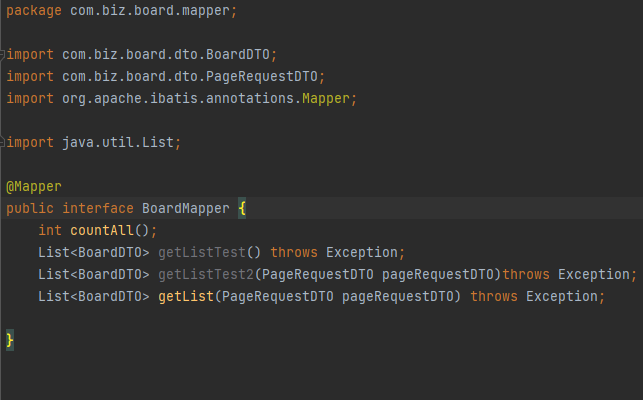 package com.biz.board.mapper;
import com.biz.board.dto.BoardDTO;
import com.biz.board.dto.PageRequestDTO;
import org.apache.ibatis.annotations.Mapper;
import java.util.List;
@Mapper
public interface BoardMapper {
int countAll();
List<BoardDTO> getListTest() throws Exception;
List<BoardDTO> getListTest2(PageRequestDTO pageRequestDTO)throws Exception;
List<BoardDTO> getList(PageRequestDTO pageRequestDTO) throws Exception;
}